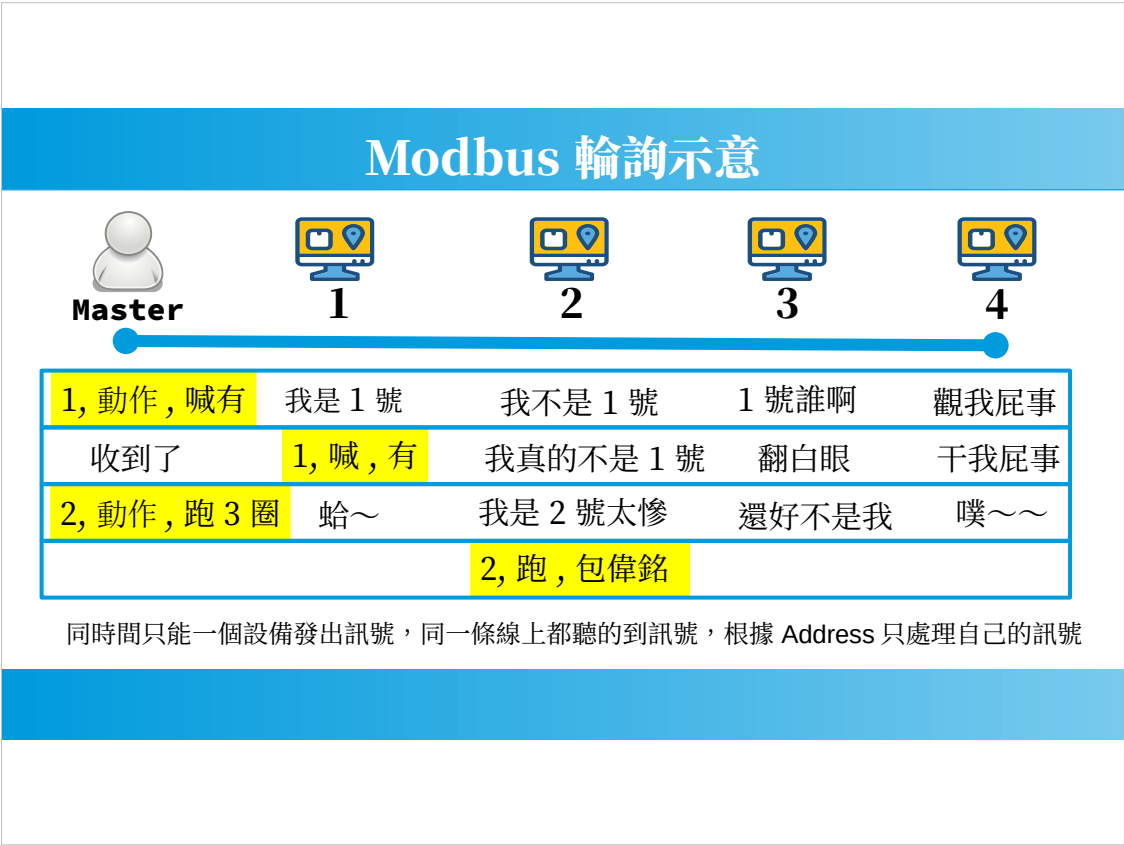 Modbus 輪詢示意
Master
1
2
3
4
1, 動作 , 喊有
我是 1 號
我不是 1 號
1 號誰啊
觀我屁事
收到了
1, 喊 , 有
我真的不是 1 號
翻白眼
干我屁事
2, 動作 , 跑 3 圈
蛤～
我是 2 號太慘
還好不是我
噗～～
2, 跑 , 包偉銘
同時間只能一個設備發出訊號，同一條線上都聽的到訊號，根據 Address 只處理自己的訊號